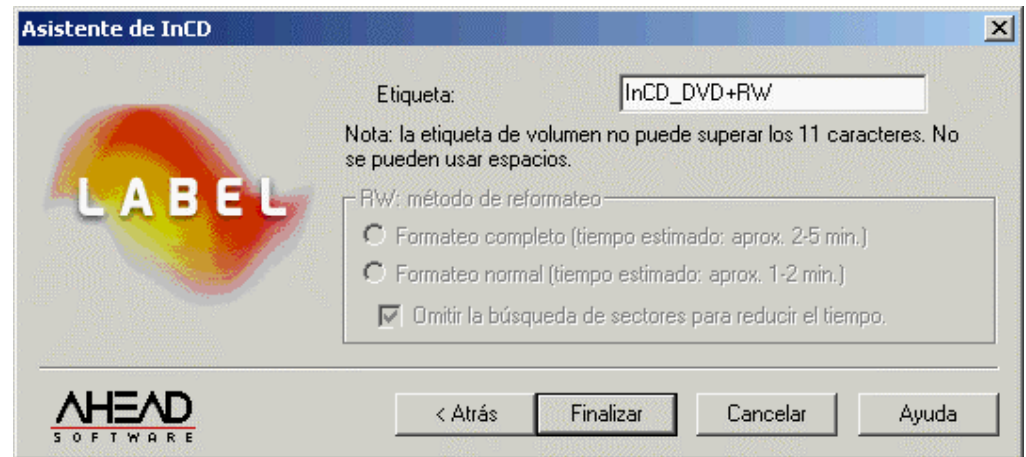 Asistente de InCD
LABEL
Etiqueta:
InCD_DVD+RW
Nota: la etiqueta de volumen no puede superar los 11 caracteres. No
se pueden usar espacios.
RW: método de reformateo
Formateo completo (tiempo estimado: aprox. 2-5 min.)
Formateo normal (tiempo estimado: aprox. 1-2 min.)
Omitir la búsqueda de sectores para reducir el tiempo.
AHEAD
SOFTWARE
< Atrás
Finalizar
Cancelar
Ayuda